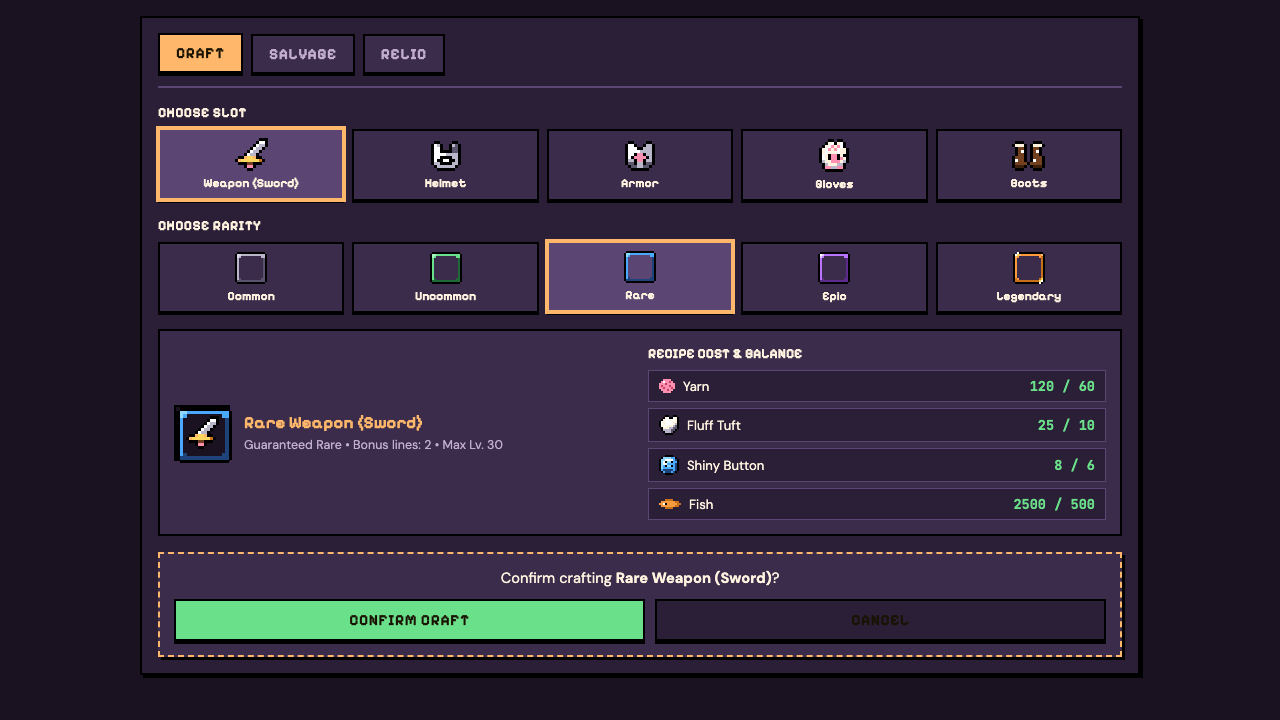 CRAFT
SALVAGE
RELIC
CHOOSE SLOT
Weapon (Sword)
Helmet
Armor
Gloves
Boots
CHOOSE RARITY
Common
Uncommon
Rare
Epic
Legendary
Rare Weapon (Sword)
Guaranteed Rare • Bonus lines: 2 • Max Lv. 30
RECIPE COST & BALANCE
Yarn 120 / 60
Fluff Tuft 25 / 10
Shiny Button 8 / 6
Fish 2500 / 500
Confirm crafting Rare Weapon (Sword)?
CONFIRM CRAFT
CANCEL